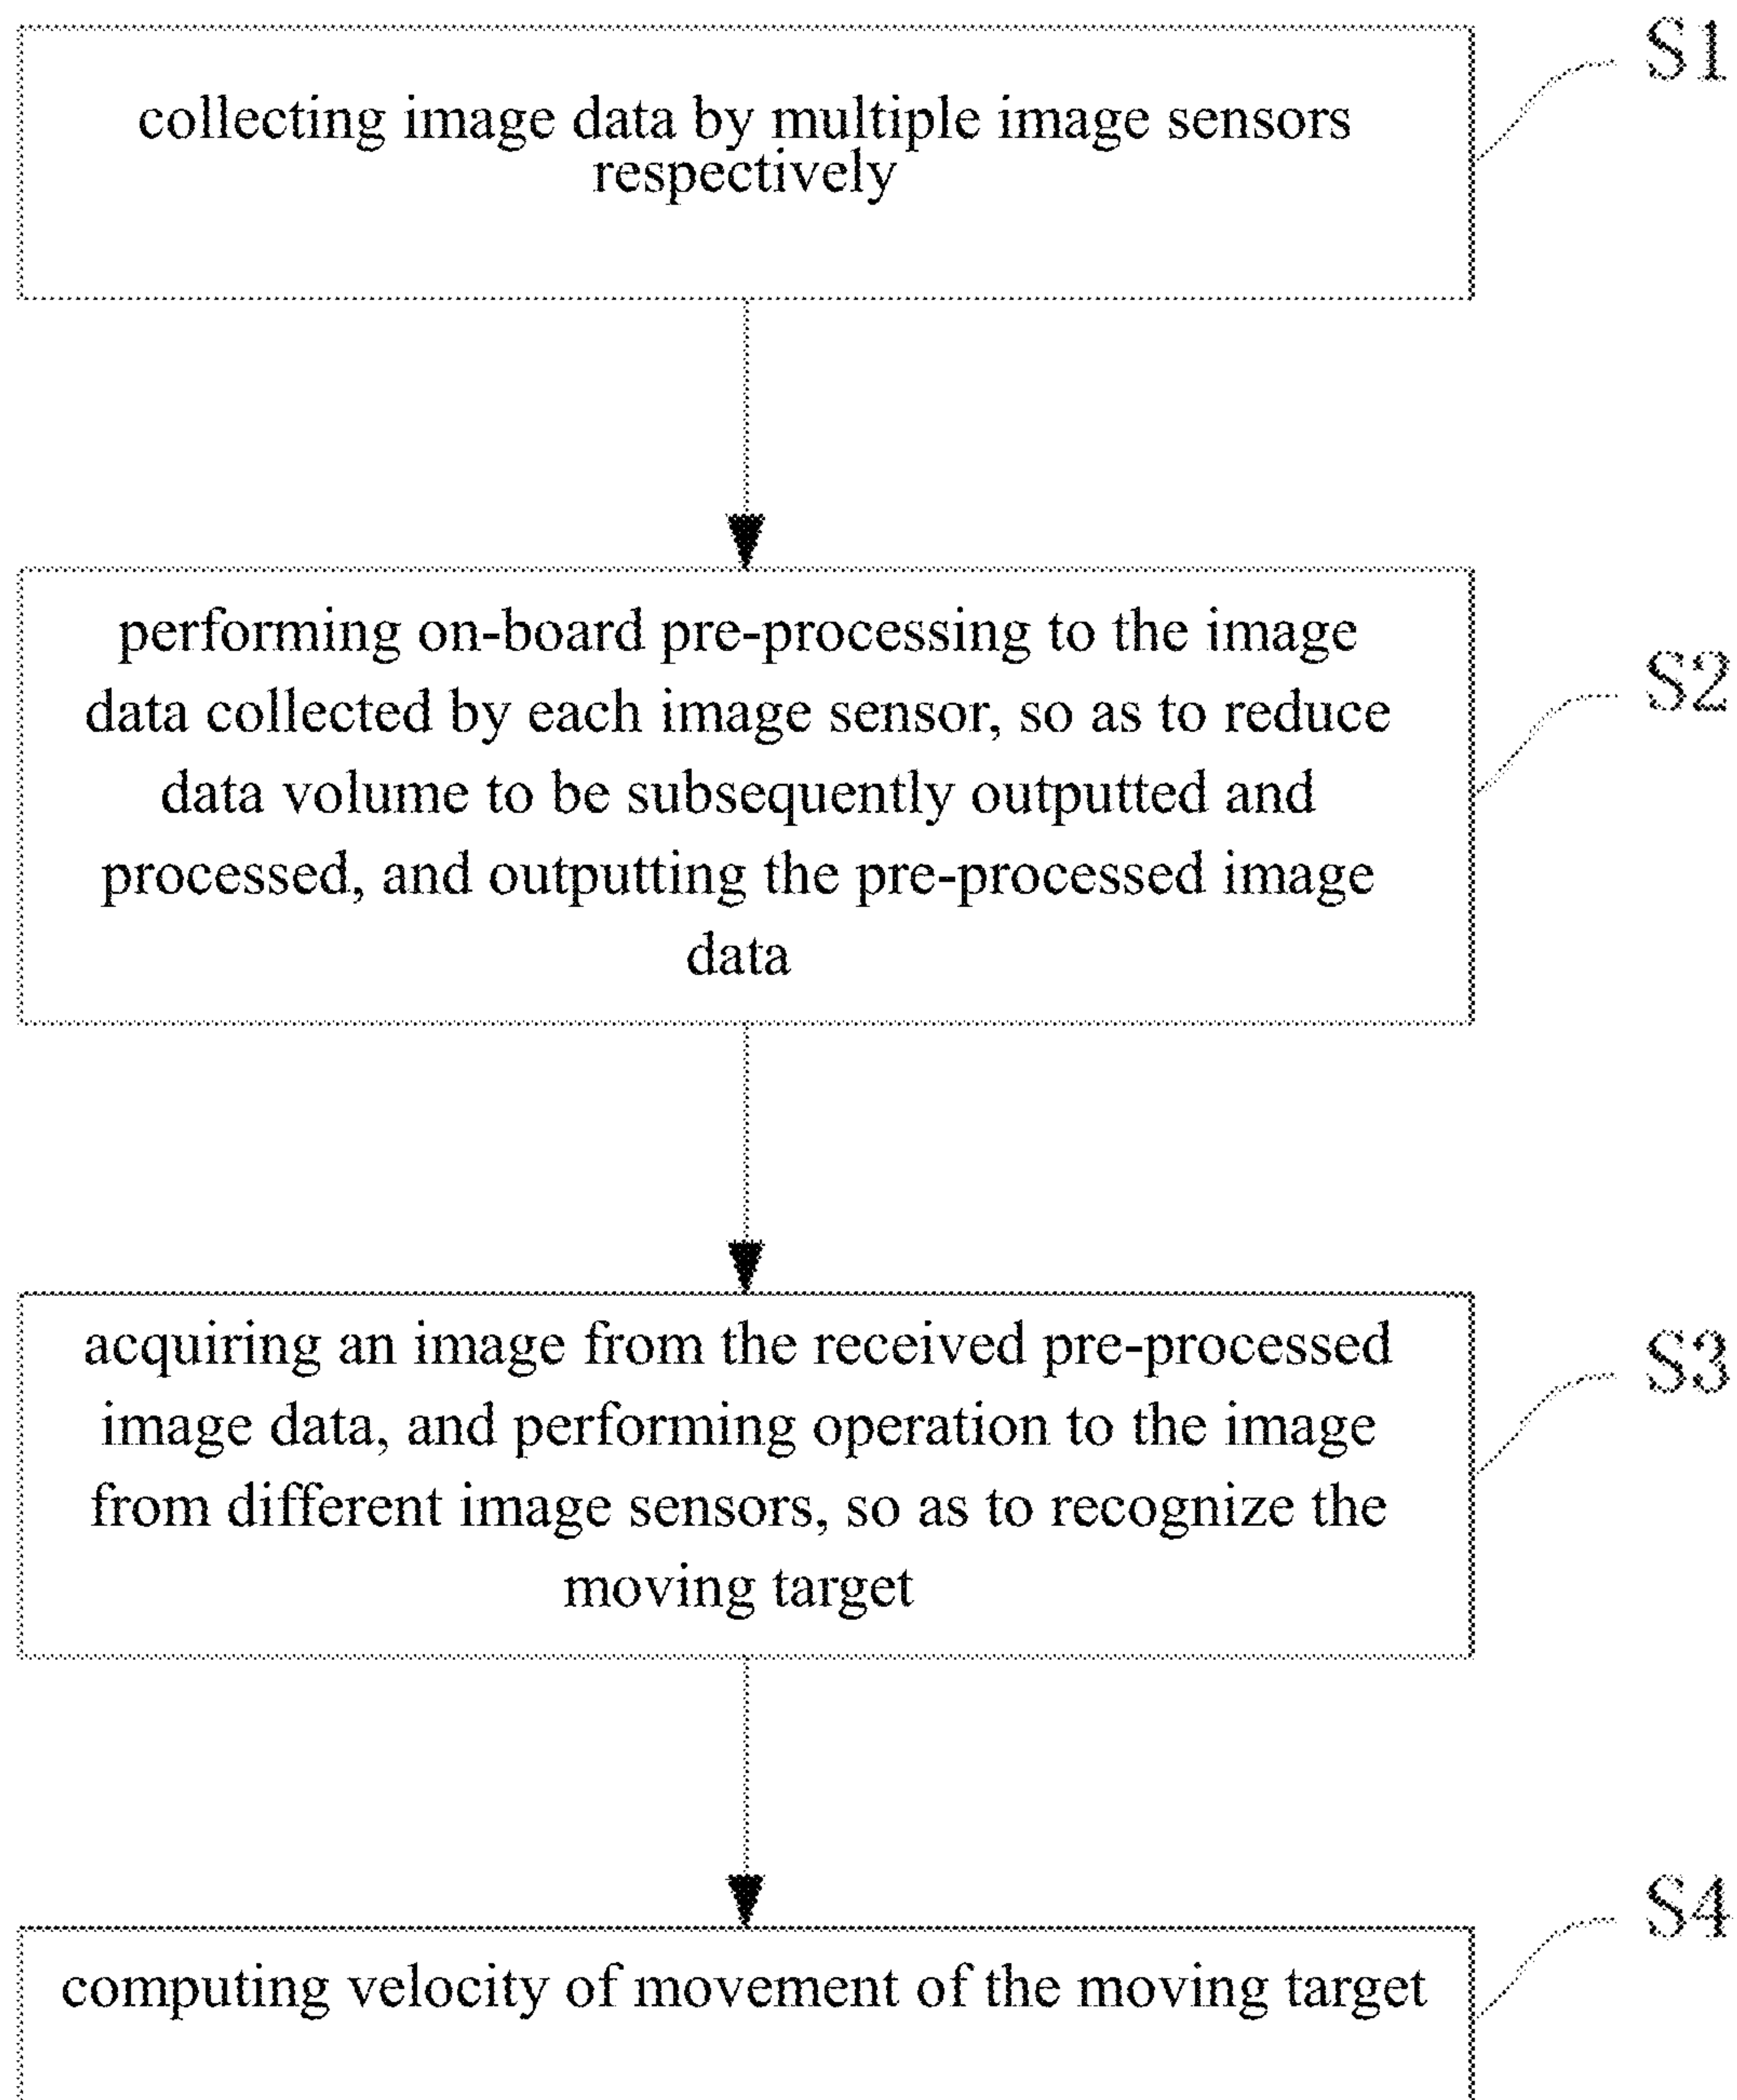 S1
collecting image data by multiple image sensors
respectively
performing on-board pre-processing to the image
data collected by each image sensor, so as to reduce
data volume to be subsequently outputted and
processed, and outputting the pre-processed image
data
S2
acquiring an image from the received pre-processed
image data, and performing operation to the image
from different image sensors, so as to recognize the
moving target
S3
computing velocity of movement of the moving target
S4